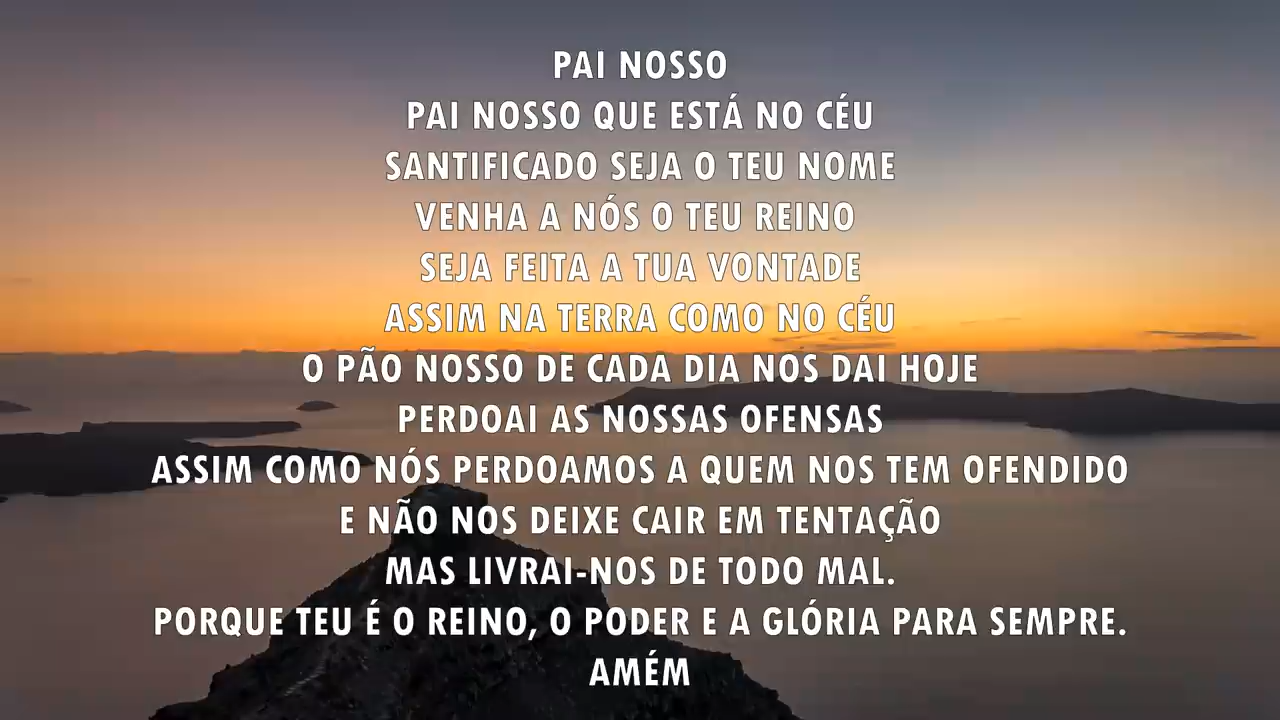 PAI NOSSO
PAI NOSSO QUE ESTÁ NO CÉU
SANTIFICADO SEJA O TEU NOME
VENHA A NÓS O TEU REINO
SEJA FEITA A TUA VONTADE
ASSIM NA TERRA COMO NO CÉU
O PÃO NOSSO DE CADA DIA NOS DAI HOJE
PERDOAI AS NOSSAS OFENSAS
ASSIM COMO NÓS PERDOAMOS A QUEM NOS TEM OFENDIDO
E NÃO NOS DEIXE CAIR EM TENTAÇÃO
MAS LIVRAI-NOS DE TODO MAL.
PORQUE TEU É O REINO, O PODER E A GLÓRIA PARA SEMPRE.
AMÉM